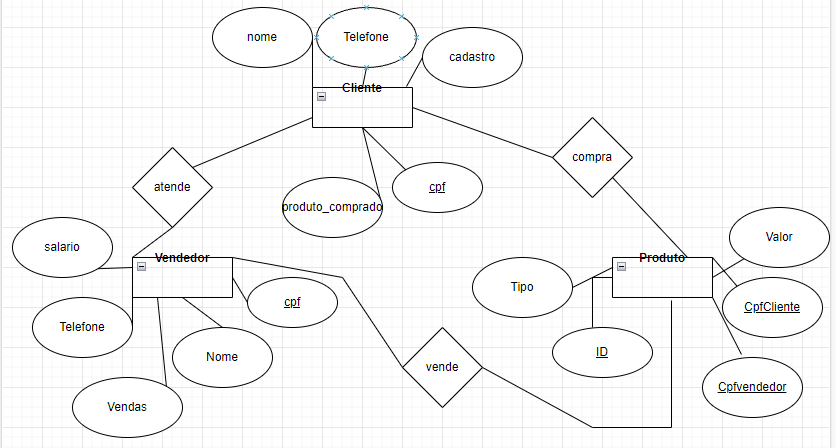 nome
Telefone
cadastro
Cliente
compra
atende
produto_comprado
cpf
salario
Vendedor
Produto
Valor
Tipo
cpf
CpfCliente
Telefone
Nome
ID
vende
Cpfvendedor
Vendas